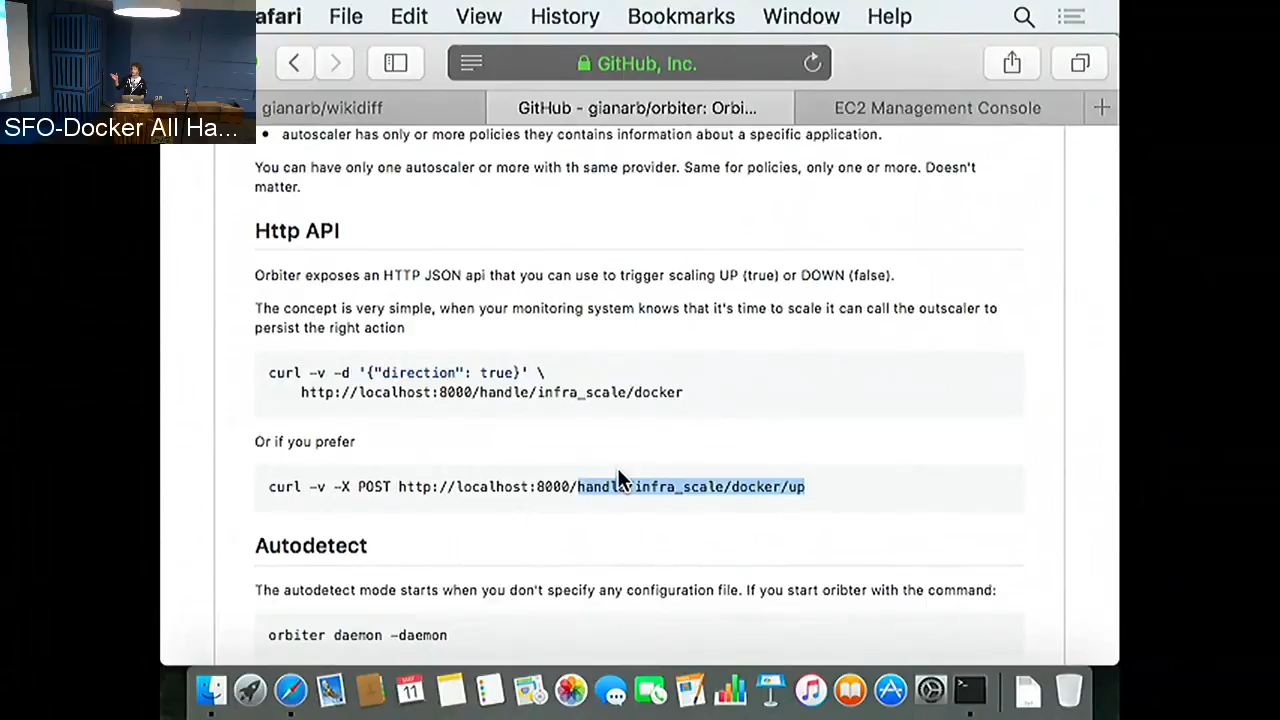 afari File Edit View History Bookmarks Window Help
GitHub, Inc.
gianarb/wikidiff
GitHub - gianarb/orbiter: Orbi...
EC2 Management Console
SFO-Docker All Ha...
autoscaler has only or more policies they contains information about a specific application.
You can have only one autoscaler or more with th same provider. Same for policies, only one or more. Doesn't
matter.
Http API
Orbiter exposes an HTTP JSON api that you can use to trigger scaling UP (true) or DOWN (false).
The concept is very simple, when your monitoring system knows that it's time to scale it can call the outscaler to
persist the right action
curl -v -d '{"direction": true}' \
http://localhost:8000/handle/infra_scale/docker
Or if you prefer
curl -v -X POST http://localhost:8000/handle/infra_scale/docker/up
Autodetect
The autodetect mode starts when you don't specify any configuration file. If you start oribter with the command:
orbiter daemon -daemon
MAY
11